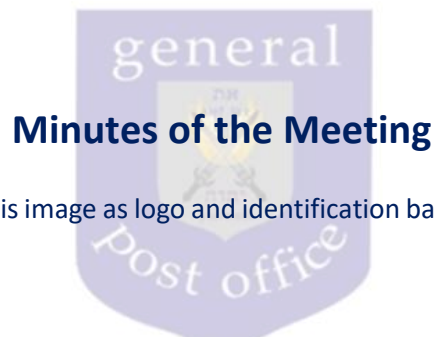 general
Minutes of the Meeting
is image as logo and identification ba
post office